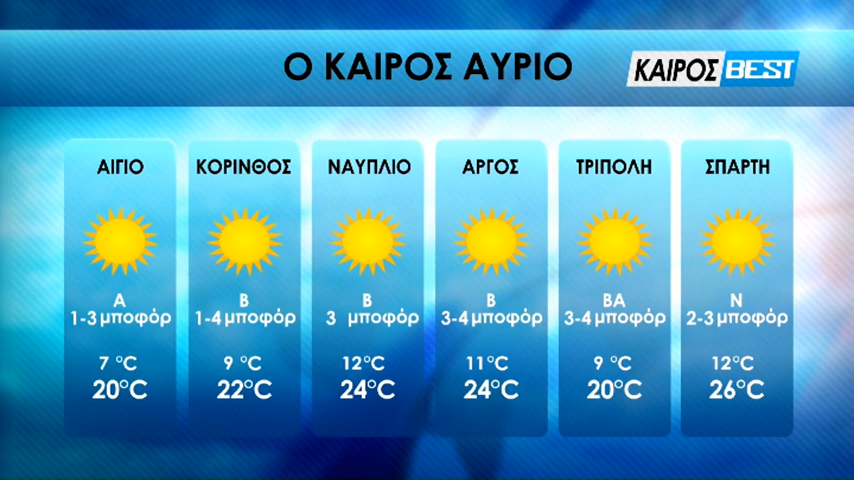 Ο ΚΑΙΡΟΣ ΑΥΡΙΟ
ΚΑΙΡΟΣ BEST
ΑΙΓΙΟ
Α
1-3 μποφόρ
7 °C
20°C
ΚΟΡΙΝΘΟΣ
Β
1-4 μποφόρ
9 °C
22°C
ΝΑΥΠΛΙΟ
Β
3 μποφόρ
12°C
24°C
ΑΡΓΟΣ
Β
3-4 μποφόρ
11°C
24°C
ΤΡΙΠΟΛΗ
ΒΑ
3-4 μποφόρ
9 °C
20°C
ΣΠΑΡΤΗ
Ν
2-3 μποφόρ
12°C
26°C